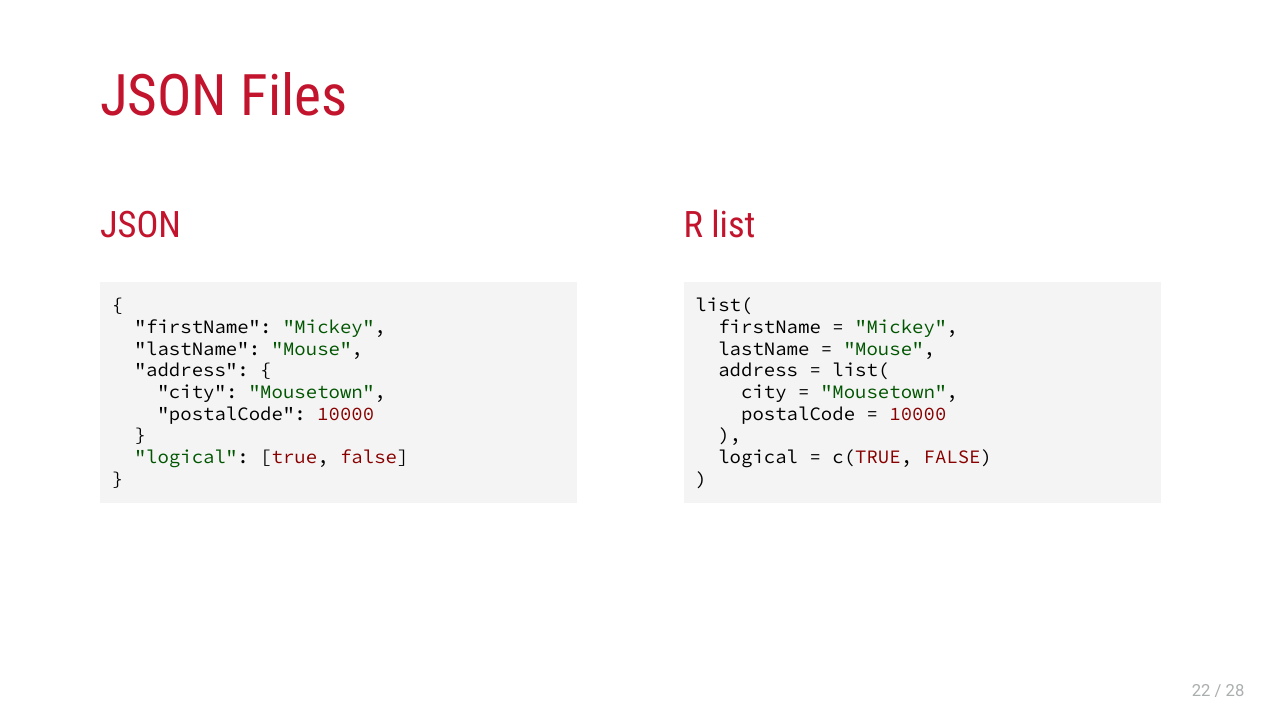 JSON Files
JSON
{
  "firstName": "Mickey",
  "lastName": "Mouse",
  "address": {
    "city": "Mousetown",
    "postalCode": 10000
  }
  "logical": [true, false]
}
R list
list(
  firstName = "Mickey",
  lastName = "Mouse",
  address = list(
    city = "Mousetown",
    postalCode = 10000
  ),
  logical = c(TRUE, FALSE)
)
22 / 28